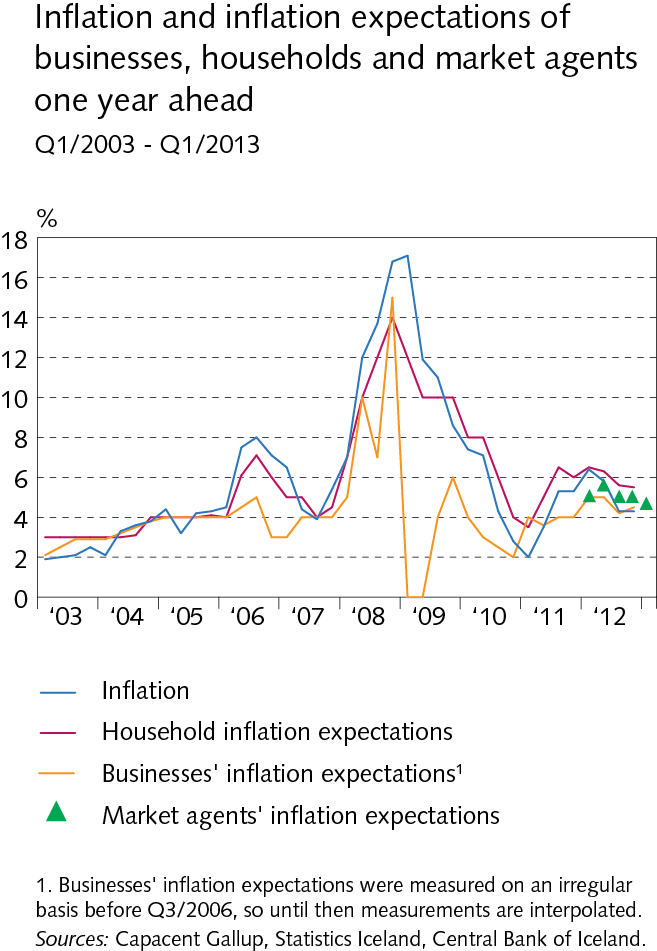 Inflation and inflation expectations of
businesses, households and market agents
one year ahead
Q1/2003 - Q1/2013
%
18
16
14
12
10
8
6
4
2
0
‘03 ‘04 ‘05 ‘06 ‘07 ‘08 ‘09 ‘10 ‘11 ‘12
Inflation
Household inflation expectations
Businesses' inflation expectations¹
Market agents' inflation expectations
1. Businesses' inflation expectations were measured on an irregular
basis before Q3/2006, so until then measurements are interpolated.
Sources: Capacent Gallup, Statistics Iceland, Central Bank of Iceland.